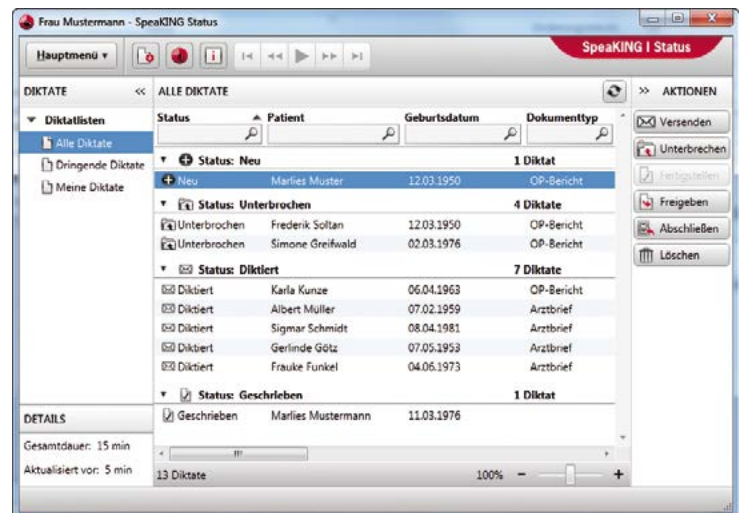 Frau Mustermann - SpeaKING Status
Hauptmenü
SpeaKING I Status
DIKTATE <<
ALLE DIKTATE
>> AKTIONEN
Diktatlisten
Alle Diktate
Dringende Diktate
Meine Diktate
Status Patient Geburtsdatum Dokumenttyp
Status: Neu 1 Diktat
Neu Marlies Muster 12.03.1950 OP-Bericht
Status: Unterbrochen 4 Diktate
Unterbrochen Frederik Soltan 12.03.1950 OP-Bericht
Unterbrochen Simone Greifwald 02.03.1976 OP-Bericht
Status: Diktiert 7 Diktate
Diktiert Karla Kunze 06.04.1963 OP-Bericht
Diktiert Albert Müller 07.02.1959 Arztbrief
Diktiert Sigmar Schmidt 08.04.1981 Arztbrief
Diktiert Gerlinde Götz 07.05.1953 Arztbrief
Diktiert Frauke Funkel 04.06.1973 Arztbrief
Status: Geschrieben 1 Diktat
Geschrieben Marlies Mustermann 11.03.1976
Versenden
Unterbrechen
Fertigstellen
Freigeben
Abschließen
Löschen
DETAILS
Gesamtdauer: 15 min
Aktualisiert vor: 5 min
13 Diktate 100% - +